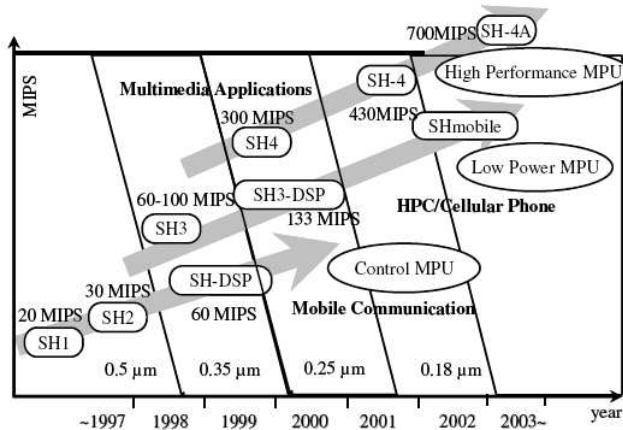 700MIPS
SH-4A
High Performance MPU
MIPS
Multimedia Applications
SH-4
300 MIPS
430MIPS
SHmobile
SH4
Low Power MPU
60-100 MIPS
SH3-DSP
133 MIPS
HPC/Cellular Phone
SH3
Control MPU
30 MIPS
SH-DSP
20 MIPS
SH2
60 MIPS
Mobile Communication
SH1
0.5 µm
0.35 µm
0.25 µm
0.18 µm
~1997
1998
1999
2000
2001
2002
2003~
year